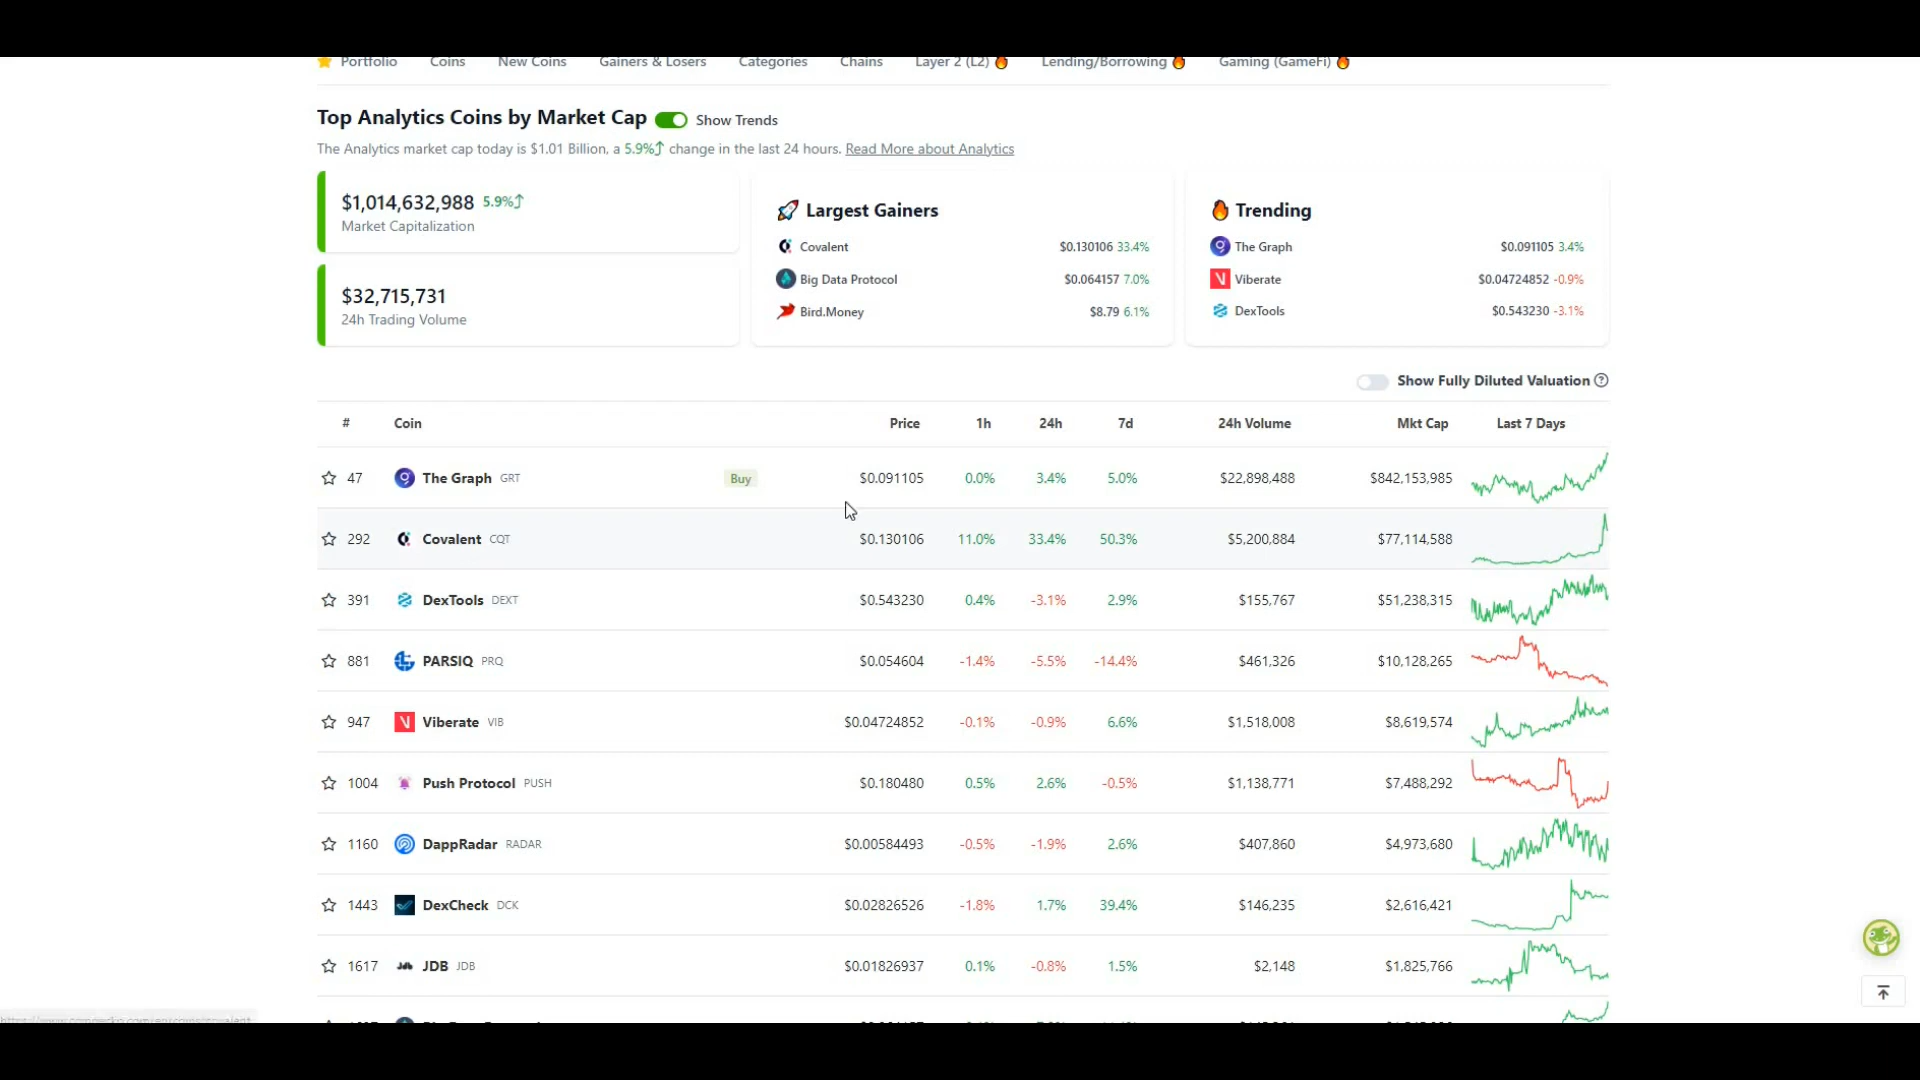 Portfolio Coins New Coins Gainers & Losers Categories Chains Layer 2 (L2) Lending/Borrowing Gaming (GameFi)
Top Analytics Coins by Market Cap Show Trends
The Analytics market cap today is $1.01 Billion, a 5.9% change in the last 24 hours. Read More about Analytics
$1,014,632,988 5.9%
Market Capitalization
$32,715,731
24h Trading Volume
Largest Gainers
Covalent $0.130106 33.4%
Big Data Protocol $0.064157 7.0%
Bird.Money $8.79 6.1%
Trending
The Graph $0.091105 3.4%
Viberate $0.04724852 -0.9%
DexTools $0.543230 -3.1%
Show Fully Diluted Valuation
# Coin Price 1h 24h 7d 24h Volume Mkt Cap Last 7 Days
47 The Graph GRT Buy $0.091105 0.0% 3.4% 5.0% $22,898,488 $842,153,985
292 Covalent CQT $0.130106 11.0% 33.4% 50.3% $5,200,884 $77,114,588
391 DexTools DEXT $0.543230 0.4% -3.1% 2.9% $155,767 $51,238,315
881 PARSIQ PRQ $0.054604 -1.4% -5.5% -14.4% $461,326 $10,128,265
947 Viberate VIB $0.04724852 -0.1% -0.9% 6.6% $1,518,008 $8,619,574
1004 Push Protocol PUSH $0.180480 0.5% 2.6% -0.5% $1,138,771 $7,488,292
1160 DappRadar RADAR $0.00584493 -0.5% -1.9% 2.6% $407,860 $4,973,680
1443 DexCheck DCK $0.02826526 -1.8% 1.7% 39.4% $146,235 $2,616,421
1617 JDB JDB $0.01826937 0.1% -0.8% 1.5% $2,148 $1,825,766